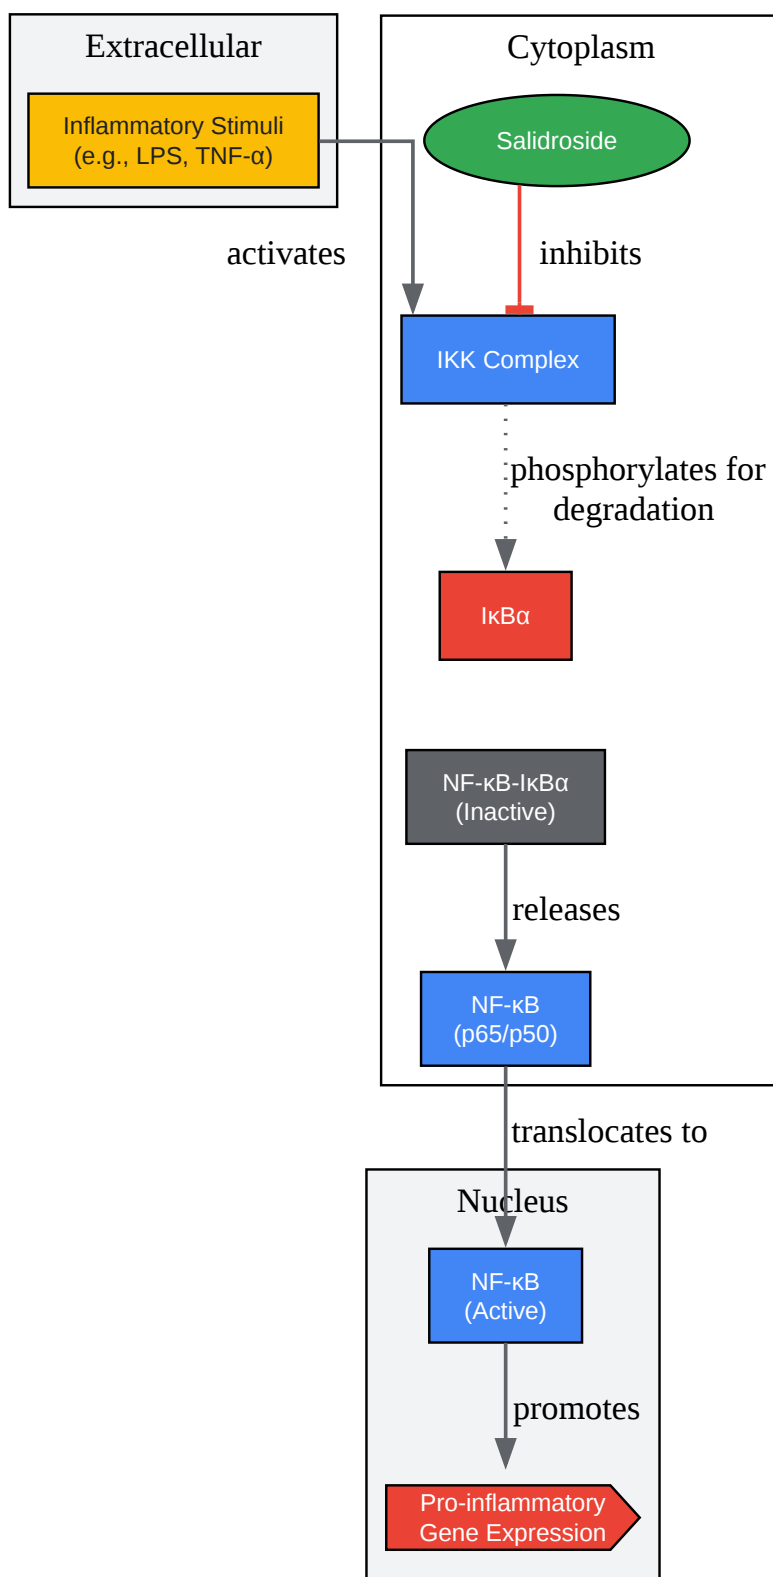 Extracellular
Cytoplasm
Inflammatory Stimuli
(e.g., LPS, TNF-α)
Salidroside
activates
inhibits
IKK Complex
phosphorylates for
degradation
IκBα
NF-κB-IκBα
(Inactive)
releases
NF-κB
(p65/p50)
translocates to
Nucleus
NF-κB
(Active)
promotes
Pro-inflammatory
Gene Expression